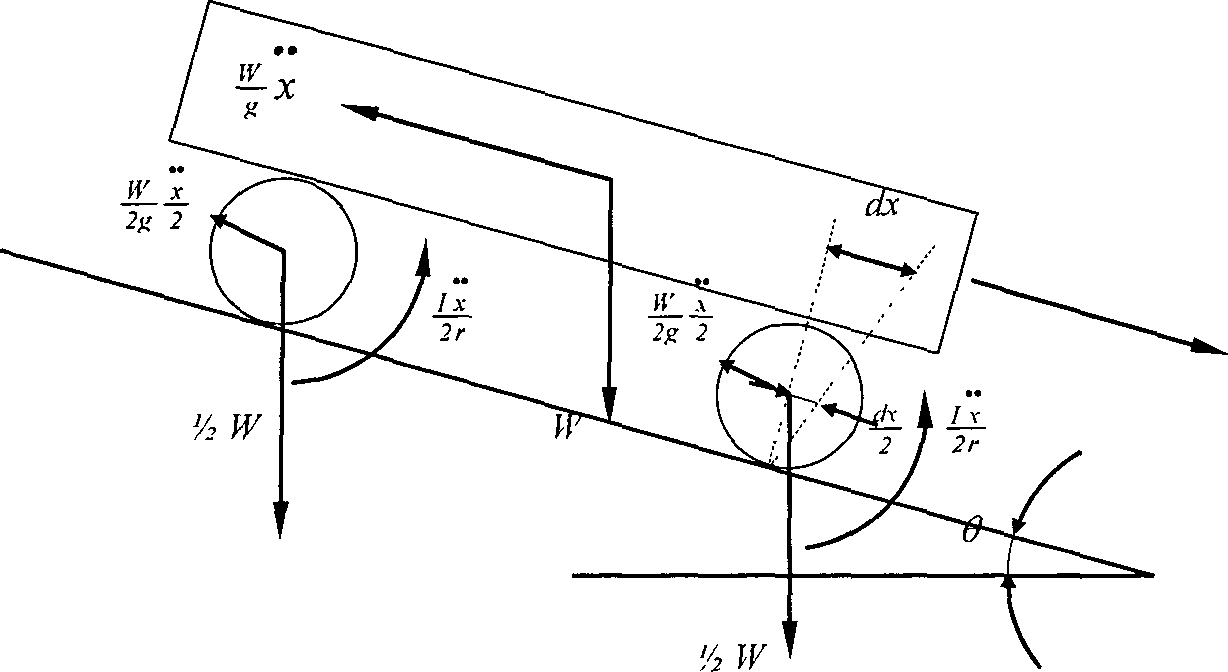 W/g ẍ
W/2g ẍ/2
I ẍ/2r
½ W
W
dx
W/2g ẍ/2
dx/2
I ẍ/2r
θ
½ W